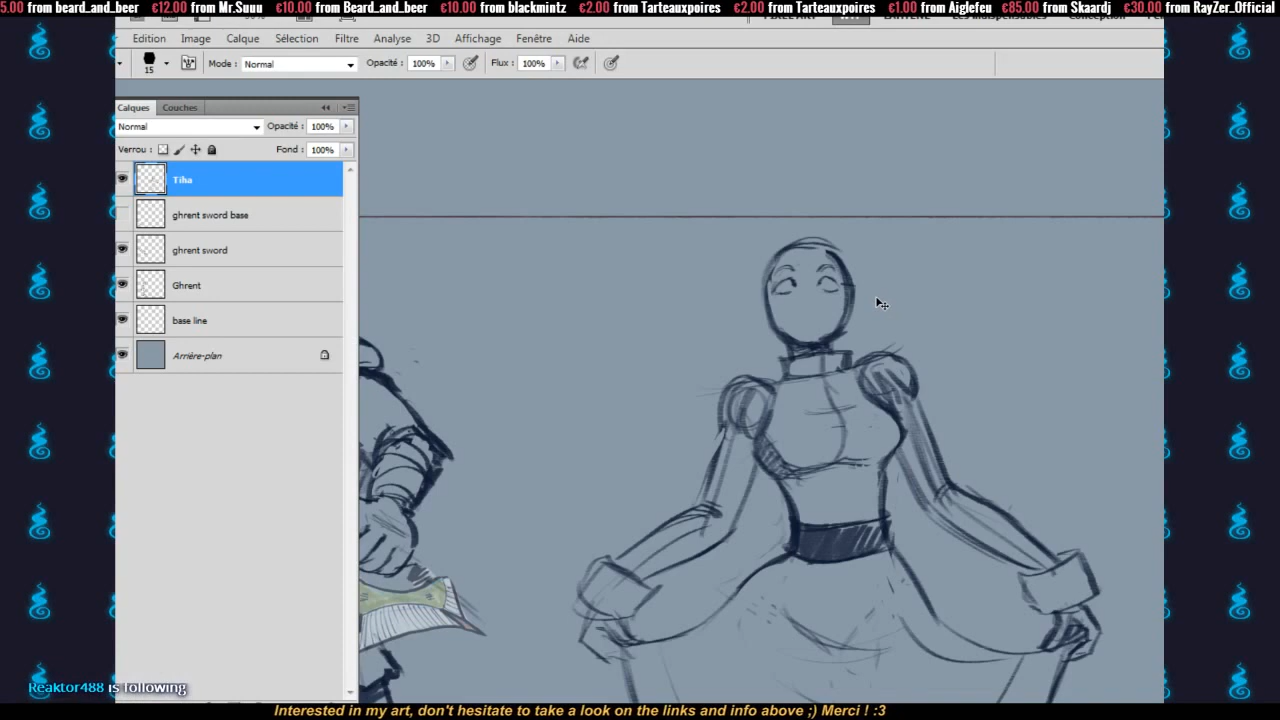 5.00 from beard_and_beer €12.00 from Mr.Suuu €10.00 from Beard_and_beer €10.00 from blackmintz €2.00 from Tarteauxpoires €2.00 from Tarteauxpoires €1.00 from Aiglefeu €85.00 from Skaardj €30.00 from RayZer_Official
Edition Image Calque Sélection Filtre Analyse 3D Affichage Fenêtre Aide
15 Mode : Normal Opacité : 100% Flux : 100%
Calques Couches
Normal Opacité : 100%
Verrou : Fond : 100%
Tiha
ghrent sword base
ghrent sword
Ghrent
base line
Arrière-plan
Reaktor488 is following
Interested in my art, don't hesitate to take a look on the links and info above ;) Merci ! :3